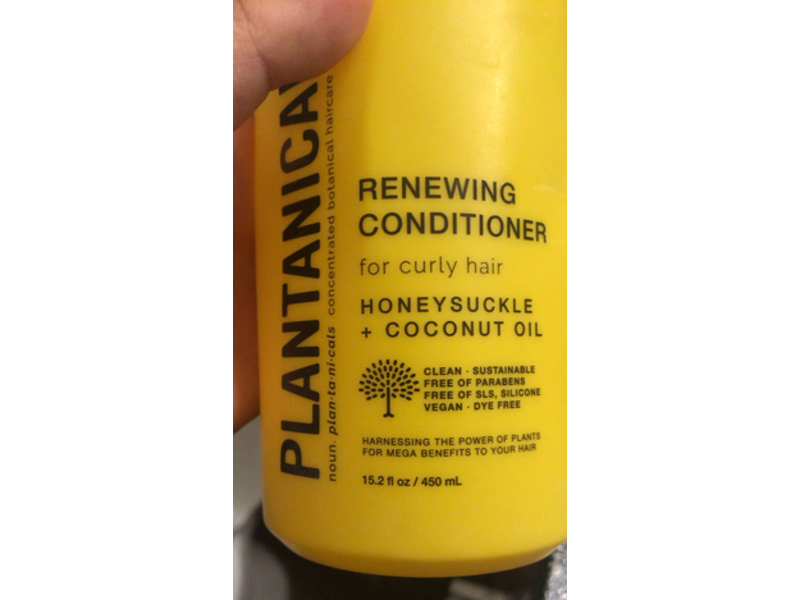 PLANTANICA
noun. plan·ta·ni·cals concentrated botanical haircare
RENEWING
CONDITIONER
for curly hair
HONEYSUCKLE
+ COCONUT OIL
CLEAN · SUSTAINABLE
FREE OF PARABENS
FREE OF SLS, SILICONE
VEGAN · DYE FREE
HARNESSING THE POWER OF PLANTS
FOR MEGA BENEFITS TO YOUR HAIR
15.2 fl oz / 450 mL